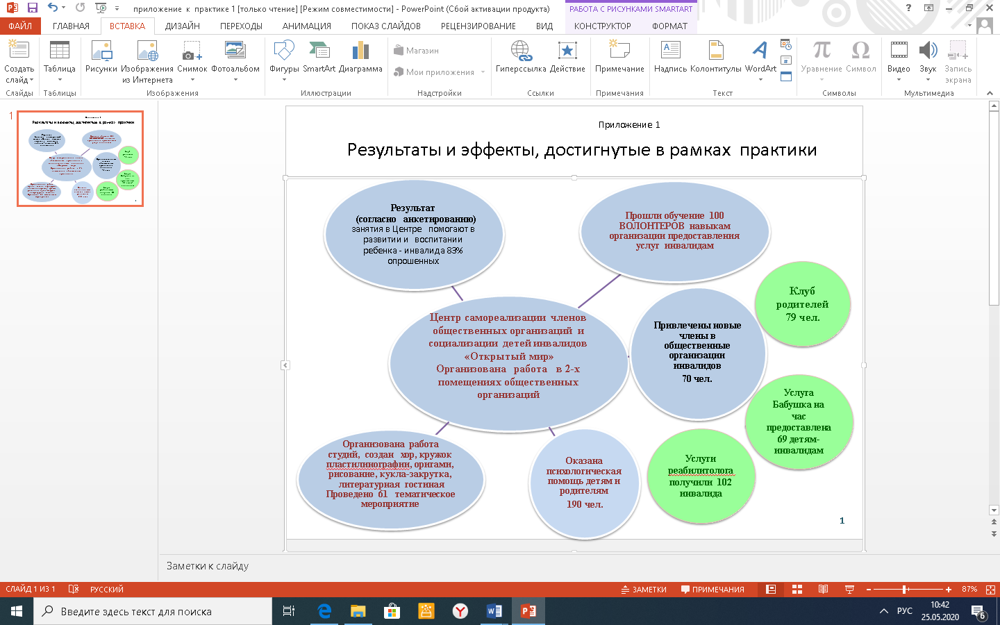 приложение к практике 1 [только чтение] [Режим совместимости] - PowerPoint (Сбой активации продукта)
РАБОТА С РИСУНКАМИ SMARTART
ФАЙЛ ГЛАВНАЯ ВСТАВКА ДИЗАЙН ПЕРЕХОДЫ АНИМАЦИЯ ПОКАЗ СЛАЙДОВ РЕЦЕНЗИРОВАНИЕ ВИД КОНСТРУКТОР ФОРМАТ
Создать
слайд
Таблица
Рисунки
Изображения
из Интернета
Снимок
Фотоальбом
Фигуры
SmartArt
Диаграмма
Магазин
Мои приложения
Гиперссылка
Действие
Примечание
Надпись
Колонтитулы
WordArt
Уравнение
Символ
Видео
Звук
Запись
экрана
Слайды Таблицы Изображения Иллюстрации Надстройки Ссылки Примечания Текст Символы Мультимедиа
1
Приложение 1
Результаты и эффекты, достигнутые в рамках практики
Результат
(согласно анкетированию)
занятия в Центре помогают в
развитии и воспитании
ребенка - инвалида 83%
опрошенных
Прошли обучение 100
ВОЛОНТЕРОВ навыкам
организации предоставления
услуг инвалидам
Клуб
родителей
79 чел.
Центр самореализации членов
общественных организаций и
социализации детей инвалидов
«Открытый мир»
Организована работа в 2-х
помещениях общественных
организаций
Привлечены новые
члены в
общественные
организации
инвалидов
70 чел.
Услуга
Бабушка на
час
предоставлена
69 детям-
инвалидам
Организована работа
студий, создан хор, кружок
пластилинографии, оригами,
рисование, кукла-закрутка,
литературная гостиная
Проведено 61 тематическое
мероприятие
Оказана
психологическая
помощь детям и
родителям
190 чел.
Услуги
реабилитолога
получили 102
инвалида
1
Заметки к слайду
СЛАЙД 1 ИЗ 1 РУССКИЙ ЗАМЕТКИ ПРИМЕЧАНИЯ 87%
Введите здесь текст для поиска
РУС
10:42
25.05.2020
6